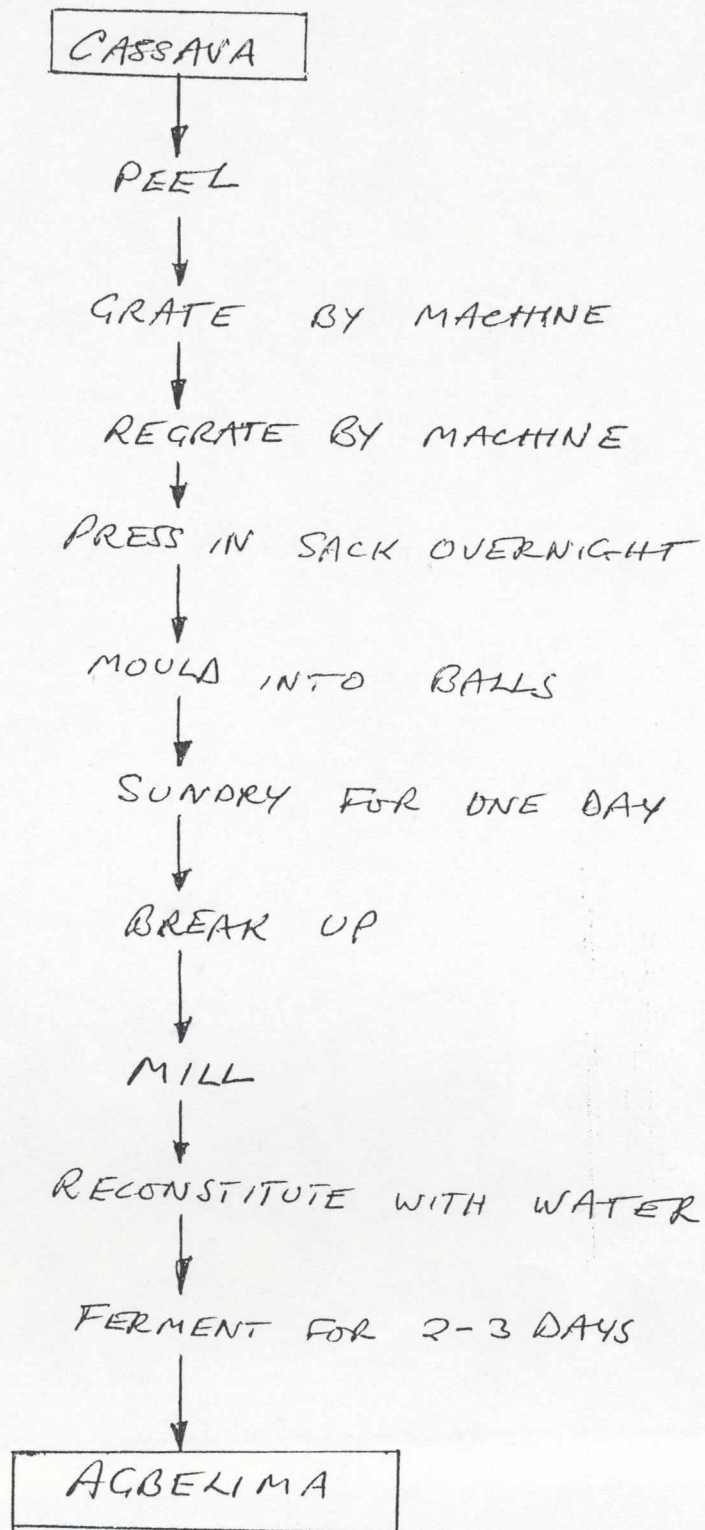 CASSAVA
PEEL
GRATE BY MACHINE
REGRATE BY MACHINE
PRESS IN SACK OVERNIGHT
MOULD INTO BALLS
SUNDRY FOR ONE DAY
BREAK UP
MILL
RECONSTITUTE WITH WATER
FERMENT FOR 2-3 DAYS
AGBELIMA